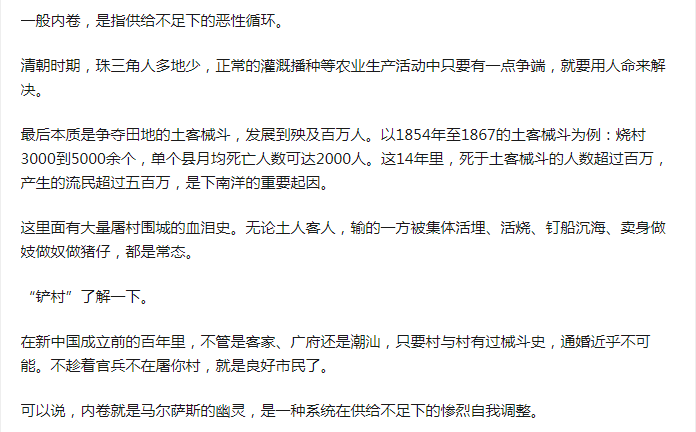 一般内卷，是指供给不足下的恶性循环。
清朝时期，珠三角人多地少，正常的灌溉播种等农业生产活动中只要有一点争端，就要用人命来解
决。
最后本质是争夺田地的土客械斗，发展到殃及百万人。以1854年至1867的土客械斗为例：烧村
3000到5000余个，单个县月均死亡人数可达2000人。这14年里，死于土客械斗的人数超过百万，
产生的流民超过五百万，是下南洋的重要起因。
这里面有大量屠村围城的血泪史。无论土人客人，输的一方被集体活埋、活烧、钉船沉海、卖身做
妓做奴做猪仔，都是常态。
“铲村”了解一下。
在新中国成立前的百年里，不管是客家、广府还是潮汕，只要村与村有过械斗史，通婚近乎不可
能。不趁着官兵不在屠你村，就是良好市民了。
可以说，内卷就是马尔萨斯的幽灵，是一种系统在供给不足下的惨烈自我调整。